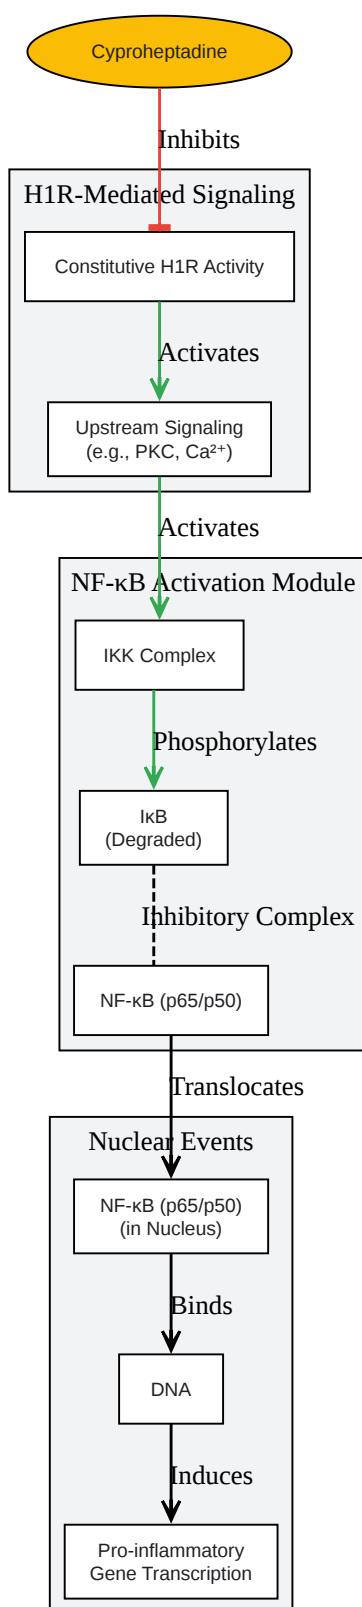 Cyproheptadine
Inhibits
H1R-Mediated Signaling
Constitutive H1R Activity
Activates
Upstream Signaling
(e.g., PKC, Ca²⁺)
Activates
NF-κB Activation Module
IKK Complex
Phosphorylates
IκB
(Degraded)
Inhibitory Complex
NF-κB (p65/p50)
Translocates
Nuclear Events
NF-κB (p65/p50)
(in Nucleus)
Binds
DNA
Induces
Pro-inflammatory
Gene Transcription